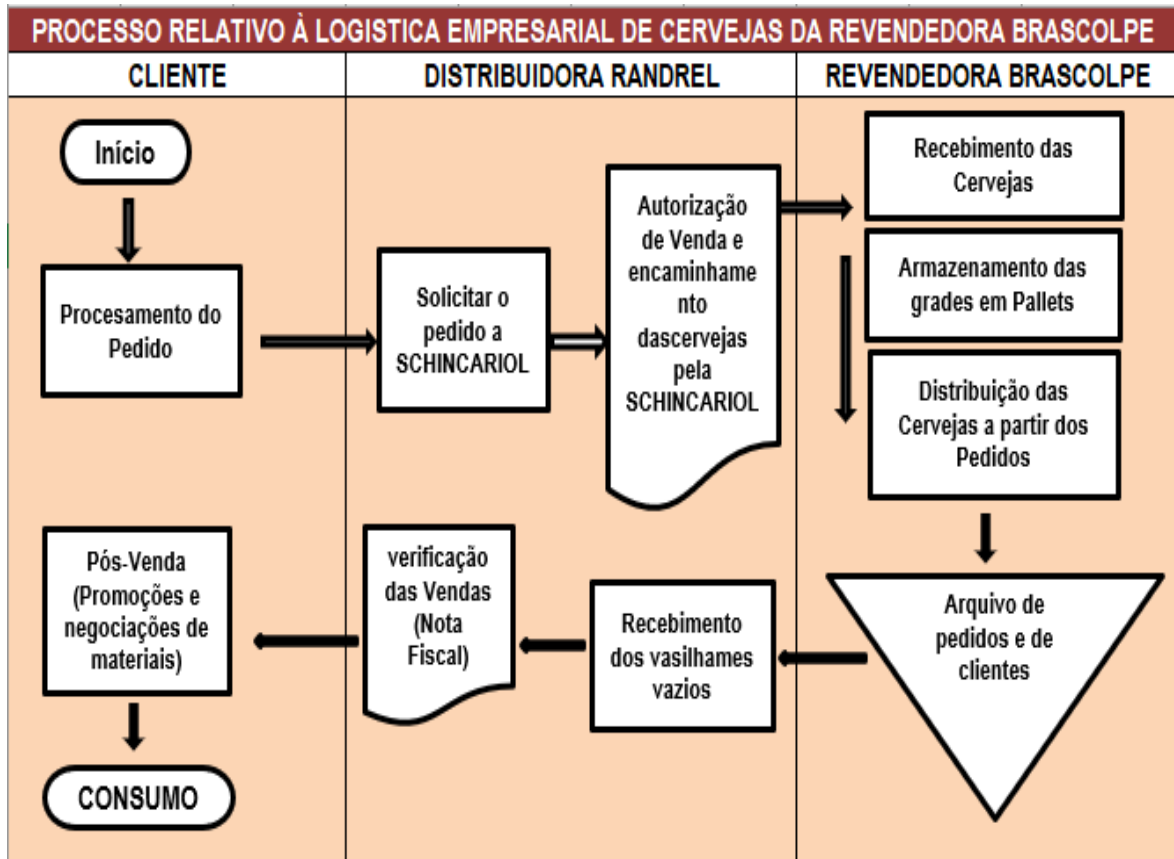 PROCESSO RELATIVO À LOGISTICA EMPRESARIAL DE CERVEJAS DA REVENDEDORA BRASCOLPE
CLIENTE
DISTRIBUIDORA RANDREL
REVENDEDORA BRASCOLPE
Início
Procesamento do
Pedido
Solicitar o
pedido a
SCHINCARIOL
Autorização
de Venda e
encaminhame
nto
dascervejas
pela
SCHINCARIOL
Recebimento das
Cervejas
Armazenamento das
grades em Pallets
Distribuição das
Cervejas a partir dos
Pedidos
Arquivo de
pedidos e de
clientes
Recebimento
dos vasilhames
vazios
verificação
das Vendas
(Nota
Fiscal)
Pós-Venda
(Promoções e
negociações de
materiais)
CONSUMO